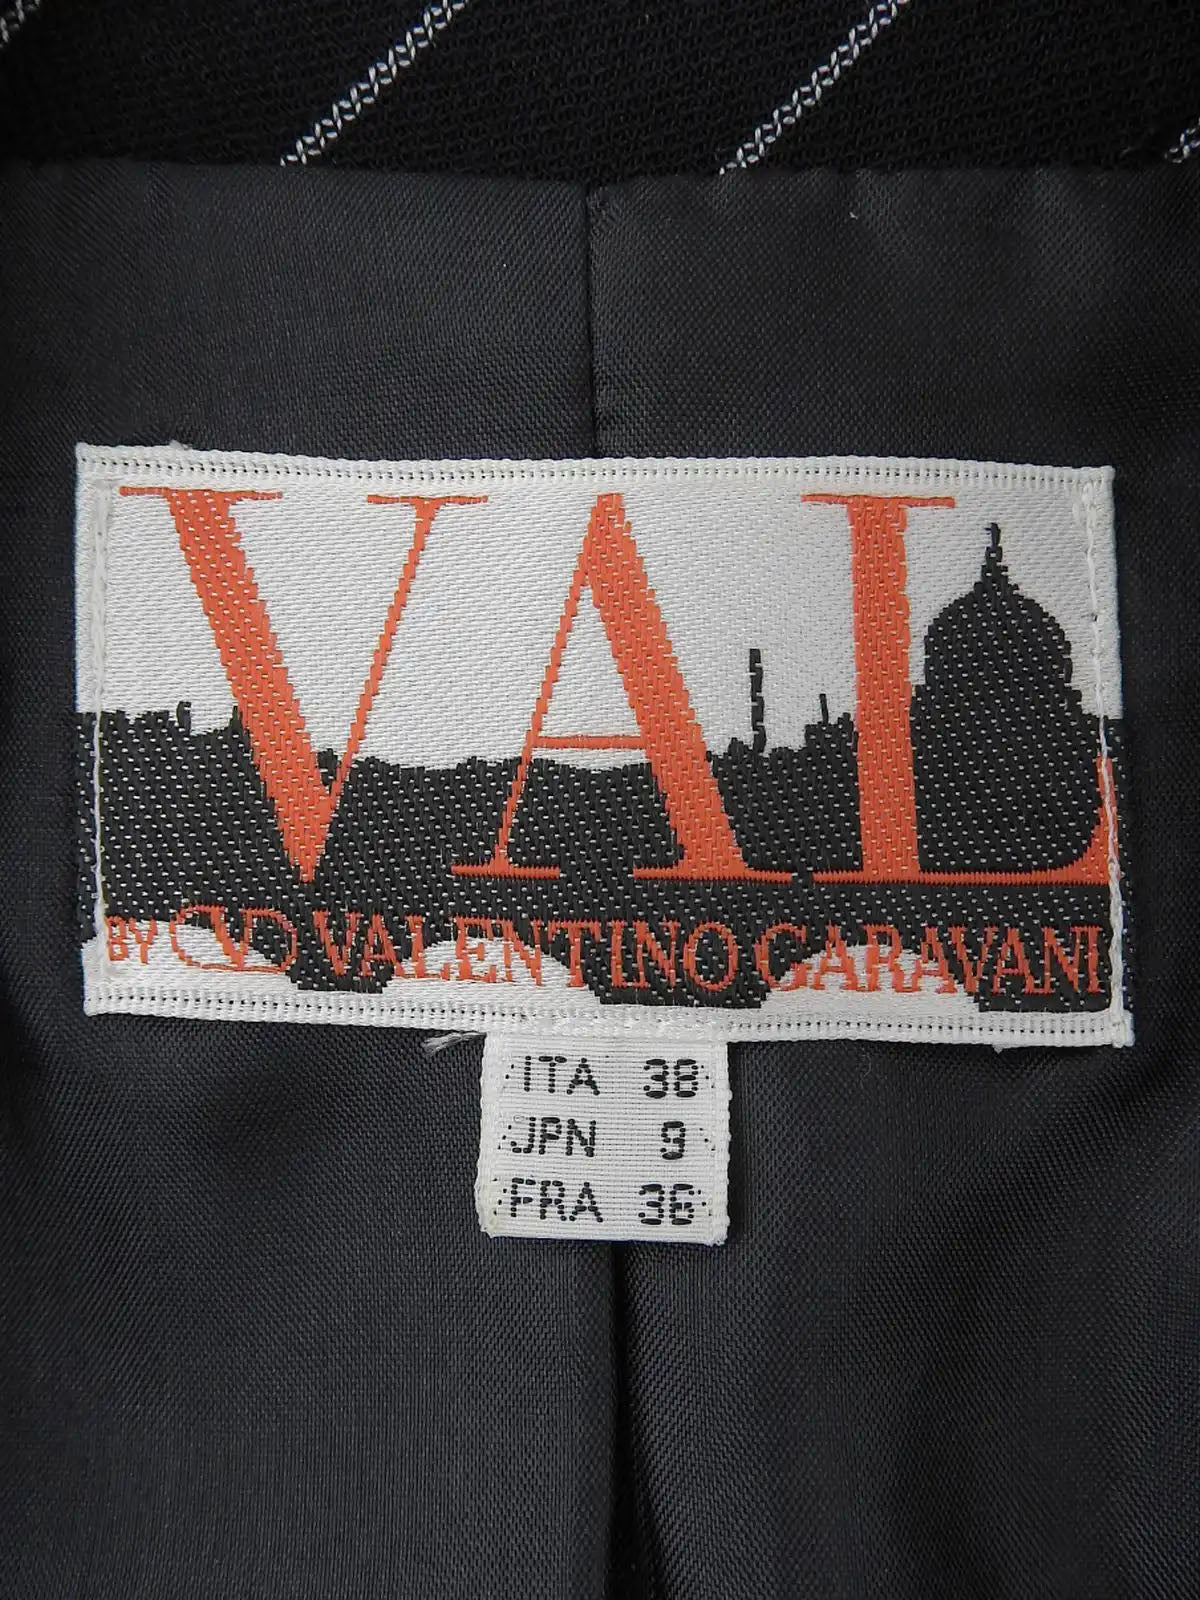 VAL
BY V VALENTINO GARAVANI
ITA 38
JPN 9
FRA 36